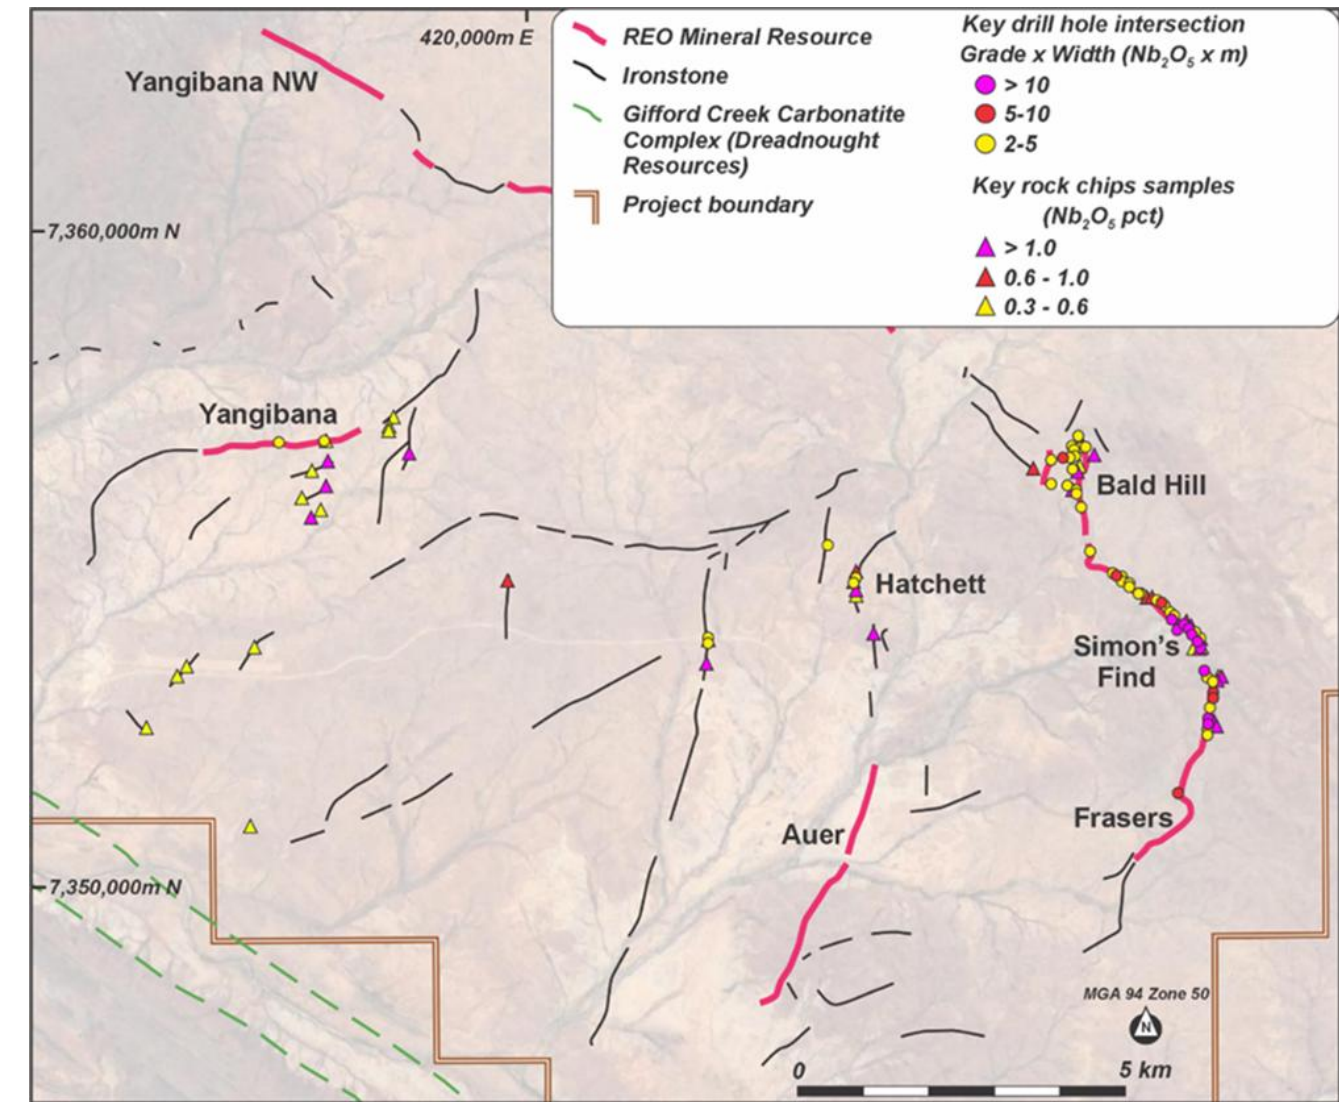 420,000m E
Yangibana NW
7,360,000m N
REO Mineral Resource
Ironstone
Gifford Creek Carbonatite
Complex (Dreadnought
Resources)
Project boundary
Key drill hole intersection
Grade x Width (Nb₂O₅ x m)
> 10
5-10
2-5
Key rock chips samples
(Nb₂O₅ pct)
> 1.0
0.6 - 1.0
0.3 - 0.6
Yangibana
Bald Hill
Hatchett
Simon's
Find
Auer
Frasers
7,350,000m N
MGA 94 Zone 50
N
0
5 km